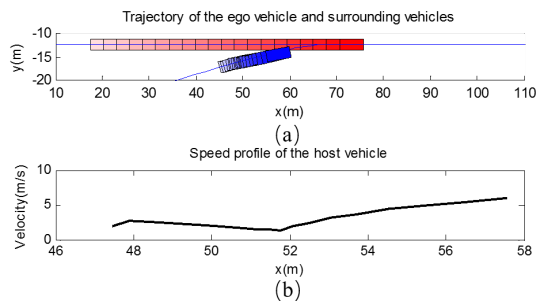 Trajectory of the ego vehicle and surrounding vehicles
-10
-15
-20
y(m)
10 20 30 40 50 60 70 80 90 100 110
x(m)
(a)
Speed profile of the host vehicle
10
5
0
Velocity(m/s)
46 48 50 52 54 56 58
x(m)
(b)